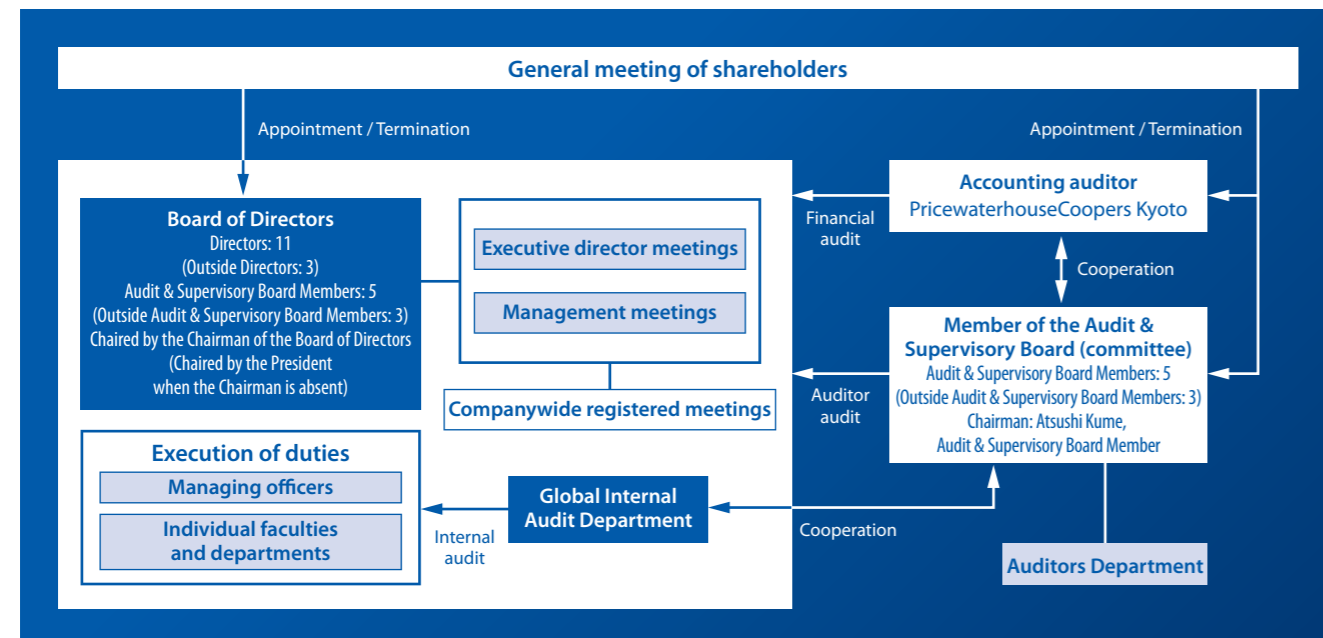 General meeting of shareholders
Appointment / Termination
Appointment / Termination
Board of Directors
Directors: 11
(Outside Directors: 3)
Audit & Supervisory Board Members: 5
(Outside Audit & Supervisory Board Members: 3)
Chaired by the Chairman of the Board of Directors
(Chaired by the President
when the Chairman is absent)
Executive director meetings
Management meetings
Companywide registered meetings
Financial
audit
Accounting auditor
PricewaterhouseCoopers Kyoto
Cooperation
Auditor
audit
Member of the Audit &
Supervisory Board (committee)
Audit & Supervisory Board Members: 5
(Outside Audit & Supervisory Board Members: 3)
Chairman: Atsushi Kume,
Audit & Supervisory Board Member
Execution of duties
Managing officers
Individual faculties
and departments
Internal
audit
Global Internal
Audit Department
Cooperation
Auditors Department